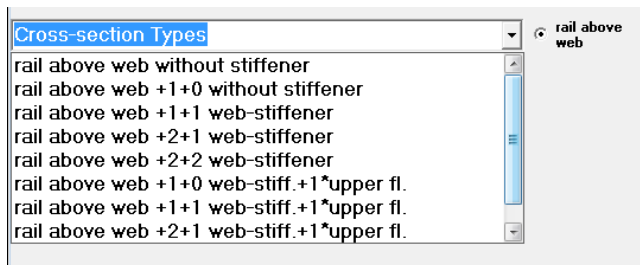 Cross-section Types
rail above web
rail above web without stiffener
rail above web +1+0 without stiffener
rail above web +1+1 web-stiffener
rail above web +2+1 web-stiffener
rail above web +2+2 web-stiffener
rail above web +1+0 web-stiff.+1*upper fl.
rail above web +1+1 web-stiff.+1*upper fl.
rail above web +2+1 web-stiff.+1*upper fl.